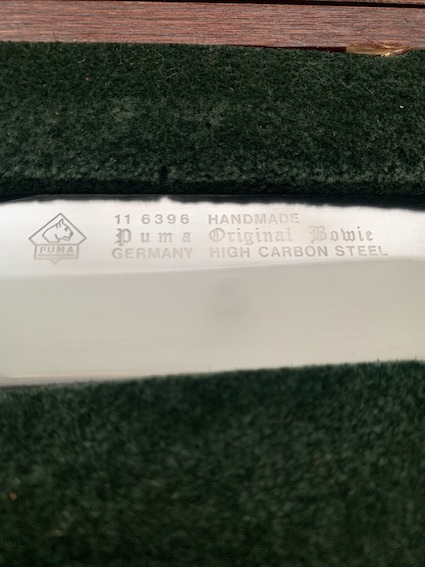 PUMA
11 6396 HANDMADE
Puma Original Bowie
GERMANY HIGH CARBON STEEL